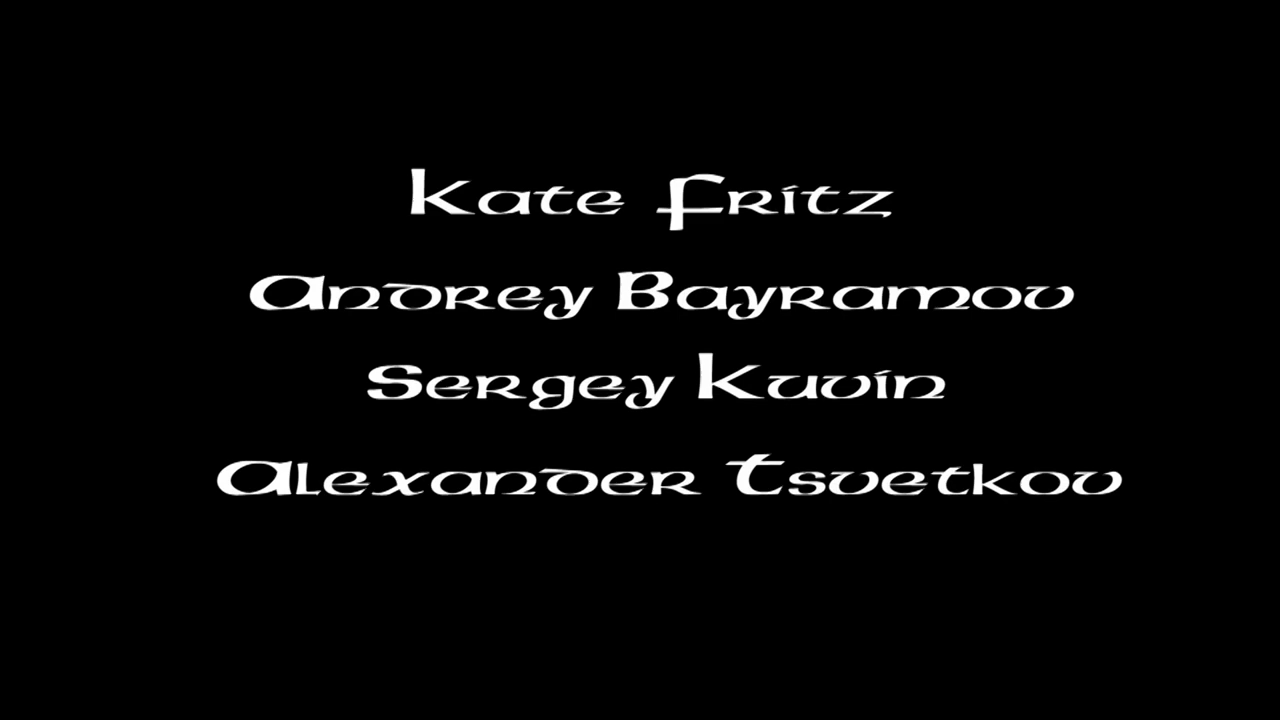 Kate Fritz
Andrey Bayramov
Sergey Kuvin
Alexander Tsvetkov